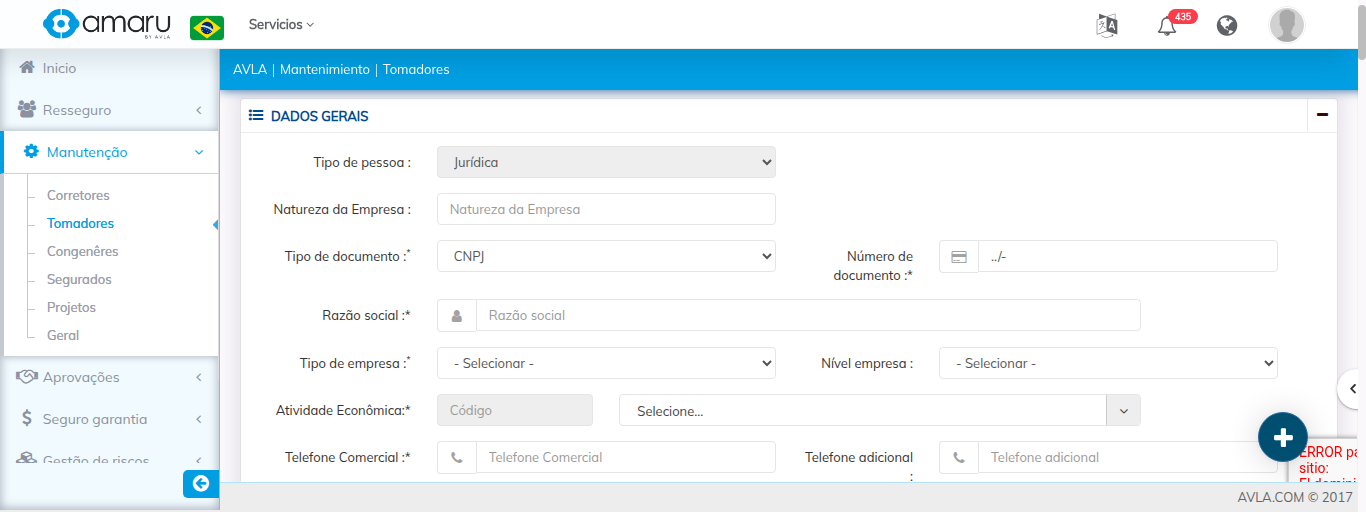 amaru
BY AVLA
Servicios
435
Inicio
AVLA | Mantenimiento | Tomadores
Resseguro
DADOS GERAIS
Manutenção
Tipo de pessoa :
Jurídica
Corretores
Natureza da Empresa :
Natureza da Empresa
Tomadores
Congenêres
Tipo de documento :*
CNPJ
Número de
documento :*
../-
Segurados
Projetos
Razão social :*
Razão social
Geral
Tipo de empresa :*
- Selecionar -
Nível empresa :
- Selecionar -
Aprovações
Atividade Econômica:*
Código
Selecione...
Seguro garantia
Telefone Comercial :*
Telefone Comercial
Telefone adicional
:
Telefone adicional
Gestão de riscos
ERROR pa
sitio:
El domini
AVLA.COM © 2017